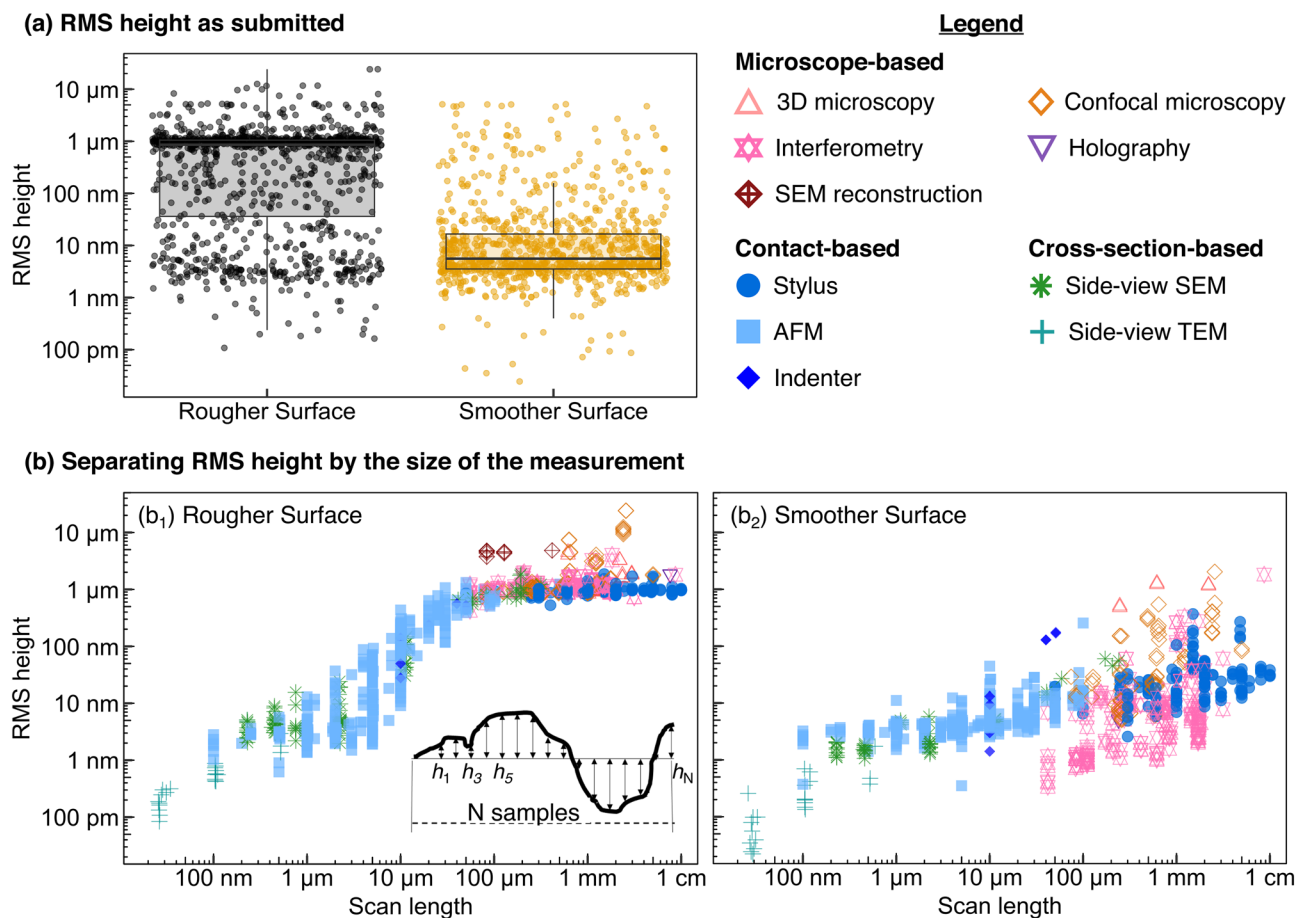 (a) RMS height as submitted
RMS height
10 µm
1 µm
100 nm
10 nm
1 nm
100 pm
Rougher Surface
Smoother Surface
Legend
Microscope-based
3D microscopy
Confocal microscopy
Interferometry
Holography
SEM reconstruction
Contact-based
Cross-section-based
Stylus
Side-view SEM
AFM
Side-view TEM
Indenter
(b) Separating RMS height by the size of the measurement
RMS height
10 µm
1 µm
100 nm
10 nm
1 nm
100 pm
(b₁) Rougher Surface
h₁ h₃ h₅ h_N
N samples
100 nm 1 µm 10 µm 100 µm 1 mm 1 cm
Scan length
(b₂) Smoother Surface
100 nm 1 µm 10 µm 100 µm 1 mm 1 cm
Scan length